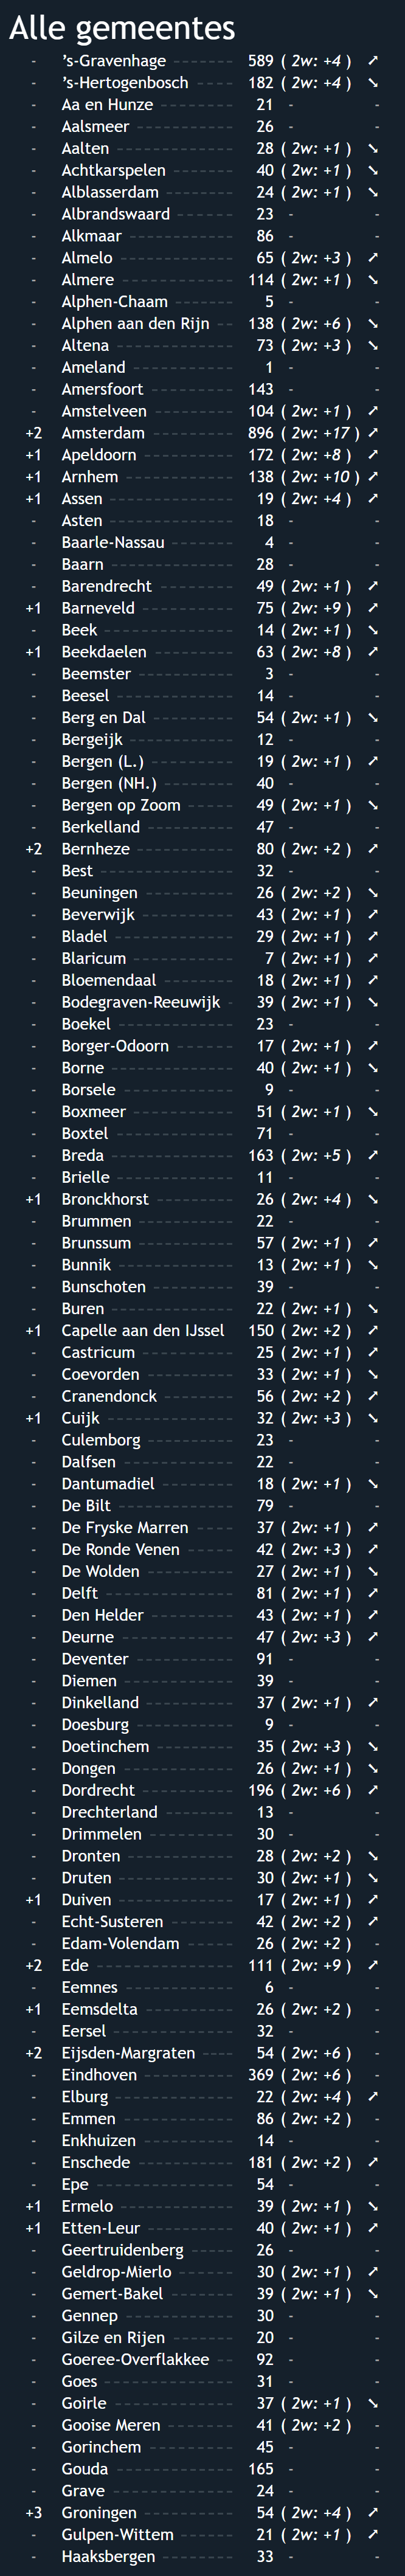 Alle gemeentes
- ’s-Gravenhage ------- 589 ( 2w: +4 ) ➚
- ’s-Hertogenbosch ----- 182 ( 2w: +4 ) ➘
- Aa en Hunze -------- 21 - -
- Aalsmeer ---------- 26 - -
- Aalten ------------ 28 ( 2w: +1 ) ➘
- Achtkarspelen ------- 40 ( 2w: +1 ) ➘
- Alblasserdam -------- 24 ( 2w: +1 ) ➘
- Albrandswaard ------ 23 - -
- Alkmaar ----------- 86 - -
- Almelo ------------ 65 ( 2w: +3 ) ➚
- Almere ------------ 114 ( 2w: +1 ) ➘
- Alphen-Chaam ------ 5 - -
- Alphen aan den Rijn -- 138 ( 2w: +6 ) ➘
- Altena ------------ 73 ( 2w: +3 ) ➘
- Ameland ---------- 1 - -
- Amersfoort --------- 143 - -
- Amstelveen --------- 104 ( 2w: +1 ) ➚
+2 Amsterdam --------- 896 ( 2w: +17 ) ➚
+1 Apeldoorn ---------- 172 ( 2w: +8 ) ➚
+1 Arnhem ----------- 138 ( 2w: +10 ) ➚
+1 Assen ------------- 19 ( 2w: +4 ) ➚
- Asten ------------- 18 - -
- Baarle-Nassau ------- 4 - -
- Baarn ------------- 28 - -
- Barendrecht -------- 49 ( 2w: +1 ) ➚
+1 Barneveld ---------- 75 ( 2w: +9 ) ➚
- Beek -------------- 14 ( 2w: +1 ) ➘
+1 Beekdaelen --------- 63 ( 2w: +8 ) ➚
- Beemster ---------- 3 - -
- Beesel ------------ 14 - -
- Berg en Dal --------- 54 ( 2w: +1 ) ➘
- Bergeijk ----------- 12 - -
- Bergen (L.) --------- 19 ( 2w: +1 ) ➚
- Bergen (NH.) -------- 40 - -
- Bergen op Zoom ----- 49 ( 2w: +1 ) ➘
- Berkelland --------- 47 - -
+2 Bernheze ---------- 80 ( 2w: +2 ) ➚
- Best -------------- 32 - -
- Beuningen --------- 26 ( 2w: +2 ) ➘
- Beverwijk ---------- 43 ( 2w: +1 ) ➚
- Bladel ------------ 29 ( 2w: +1 ) ➚
- Blaricum ---------- 7 ( 2w: +1 ) ➚
- Bloemendaal -------- 18 ( 2w: +1 ) ➚
- Bodegraven-Reeuwijk - 39 ( 2w: +1 ) ➘
- Boekel ------------ 23 - -
- Borger-Odoorn ------ 17 ( 2w: +1 ) ➚
- Borne ------------- 40 ( 2w: +1 ) ➘
- Borsele ------------ 9 - -
- Boxmeer ----------- 51 ( 2w: +1 ) ➘
- Boxtel ------------ 71 - -
- Breda ------------- 163 ( 2w: +5 ) ➚
- Brielle ------------ 11 - -
+1 Bronckhorst -------- 26 ( 2w: +4 ) ➘
- Brummen ---------- 22 - -
- Brunssum ---------- 57 ( 2w: +1 ) ➚
- Bunnik ------------ 13 ( 2w: +1 ) ➘
- Bunschoten --------- 39 - -
- Buren ------------- 22 ( 2w: +1 ) ➘
+1 Capelle aan den IJssel 150 ( 2w: +2 ) ➚
- Castricum ---------- 25 ( 2w: +1 ) ➚
- Coevorden ---------- 33 ( 2w: +1 ) ➘
- Cranendonck -------- 56 ( 2w: +2 ) ➚
+1 Cuijk ------------- 32 ( 2w: +3 ) ➘
- Culemborg --------- 23 - -
- Dalfsen ----------- 22 - -
- Dantumadiel -------- 18 ( 2w: +1 ) ➘
- De Bilt ------------ 79 - -
- De Fryske Marren ---- 37 ( 2w: +1 ) ➚
- De Ronde Venen ----- 42 ( 2w: +3 ) ➚
- De Wolden --------- 27 ( 2w: +1 ) ➘
- Delft ------------- 81 ( 2w: +1 ) ➚
- Den Helder --------- 43 ( 2w: +1 ) ➚
- Deurne ------------ 47 ( 2w: +3 ) ➚
- Deventer ---------- 91 - -
- Diemen ----------- 39 - -
- Dinkelland --------- 37 ( 2w: +1 ) ➚
- Doesburg ---------- 9 - -
- Doetinchem -------- 35 ( 2w: +3 ) ➘
- Dongen ----------- 26 ( 2w: +1 ) ➘
- Dordrecht ---------- 196 ( 2w: +6 ) ➚
- Drechterland -------- 13 - -
- Drimmelen --------- 30 - -
- Dronten ----------- 28 ( 2w: +2 ) ➘
- Druten ------------ 30 ( 2w: +1 ) ➘
+1 Duiven ------------ 17 ( 2w: +1 ) ➚
- Echt-Susteren ------- 42 ( 2w: +2 ) ➚
- Edam-Volendam ----- 26 ( 2w: +2 ) -
+2 Ede -------------- 111 ( 2w: +9 ) ➚
- Eemnes ----------- 6 - -
+1 Eemsdelta ---------- 26 ( 2w: +2 ) -
- Eersel ------------ 32 - -
+2 Eijsden-Margraten ---- 54 ( 2w: +6 ) -
- Eindhoven ---------- 369 ( 2w: +6 ) -
- Elburg ------------ 22 ( 2w: +4 ) ➚
- Emmen ------------ 86 ( 2w: +2 ) -
- Enkhuizen ---------- 14 - -
- Enschede ---------- 181 ( 2w: +2 ) ➚
- Epe -------------- 54 - -
+1 Ermelo ------------ 39 ( 2w: +1 ) ➘
+1 Etten-Leur --------- 40 ( 2w: +1 ) ➚
- Geertruidenberg ----- 26 - -
- Geldrop-Mierlo ------ 30 ( 2w: +1 ) ➚
- Gemert-Bakel ------- 39 ( 2w: +1 ) ➘
- Gennep ----------- 30 - -
- Gilze en Rijen ------- 20 - -
- Goeree-Overflakkee -- 92 - -
- Goes ------------- 31 - -
- Goirle ------------ 37 ( 2w: +1 ) ➘
- Gooise Meren ------- 41 ( 2w: +2 ) -
- Gorinchem --------- 45 - -
- Gouda ------------ 165 - -
- Grave ------------- 24 - -
+3 Groningen ---------- 54 ( 2w: +4 ) ➚
- Gulpen-Wittem ------ 21 ( 2w: +1 ) ➚
- Haaksbergen -------- 33 - -